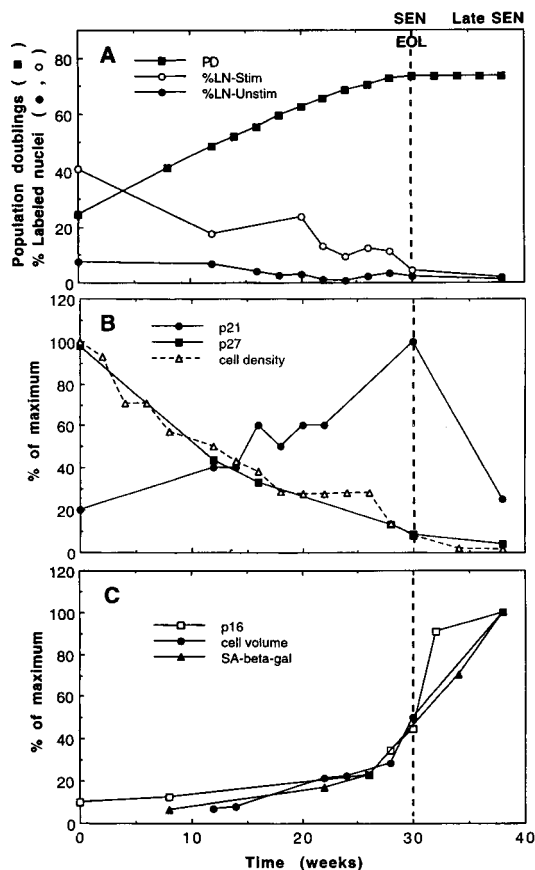 SEN Late SEN
EOL
A
PD
%LN-Stim
%LN-Unstim
Population doublings ( ■ )
% Labeled nuclei ( ● , ○ )
80
60
40
20
0
B
p21
p27
cell density
% of maximum
120
100
80
60
40
20
0
C
p16
cell volume
SA-beta-gal
% of maximum
120
100
80
60
40
20
0
0 10 20 30 40
Time (weeks)